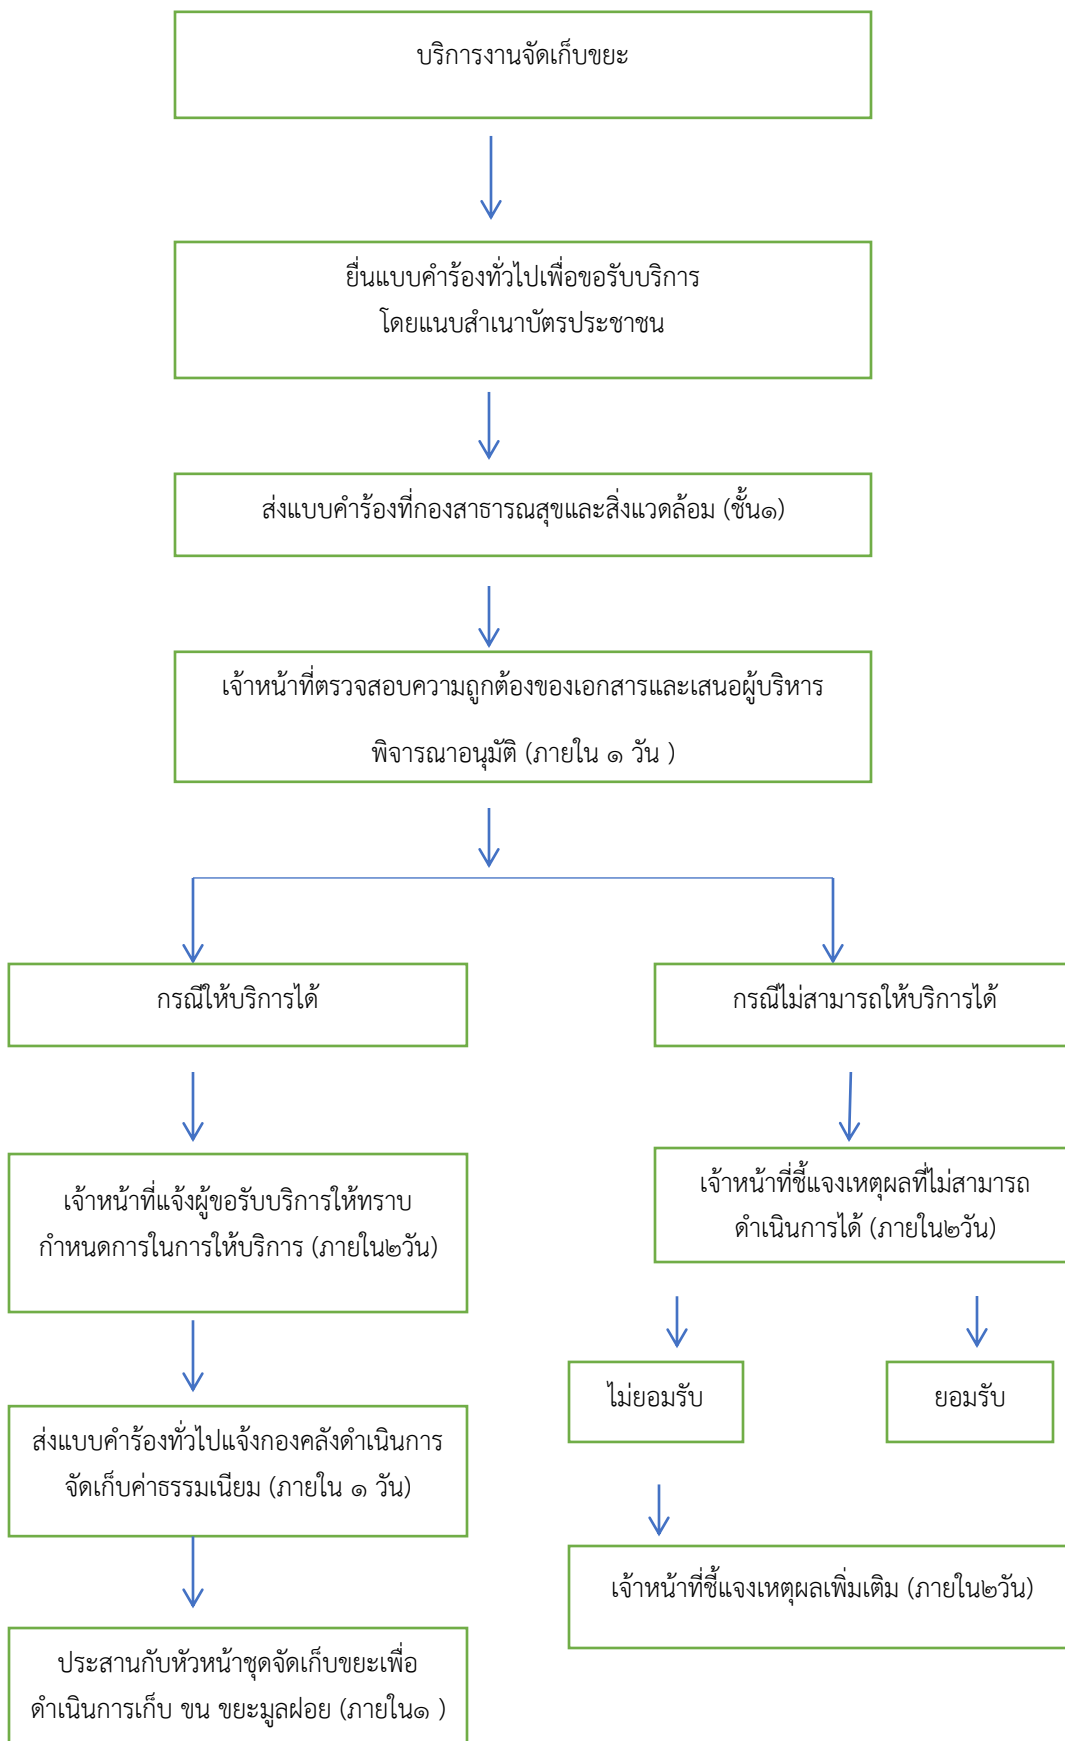 บริการงานจัดเก็บขยะ
ยื่นแบบคำร้องทั่วไปเพื่อขอรับบริการ
โดยแนบสำเนาบัตรประชาชน
ส่งแบบคำร้องที่กองสาธารณสุขและสิ่งแวดล้อม (ชั้น๑)
เจ้าหน้าที่ตรวจสอบความถูกต้องของเอกสารและเสนอผู้บริหาร
พิจารณาอนุมัติ (ภายใน ๑ วัน )
กรณีให้บริการได้
เจ้าหน้าที่แจ้งผู้ขอรับบริการให้ทราบ
กำหนดการในการให้บริการ (ภายใน๒วัน)
ส่งแบบคำร้องทั่วไปแจ้งกองคลังดำเนินการ
จัดเก็บค่าธรรมเนียม (ภายใน ๑ วัน)
ประสานกับหัวหน้าชุดจัดเก็บขยะเพื่อ
ดำเนินการเก็บ ขน ขยะมูลฝอย (ภายใน๑ )
กรณีไม่สามารถให้บริการได้
เจ้าหน้าที่ชี้แจงเหตุผลที่ไม่สามารถ
ดำเนินการได้ (ภายใน๒วัน)
ไม่ยอมรับ
ยอมรับ
เจ้าหน้าที่ชี้แจงเหตุผลเพิ่มเติม (ภายใน๒วัน)